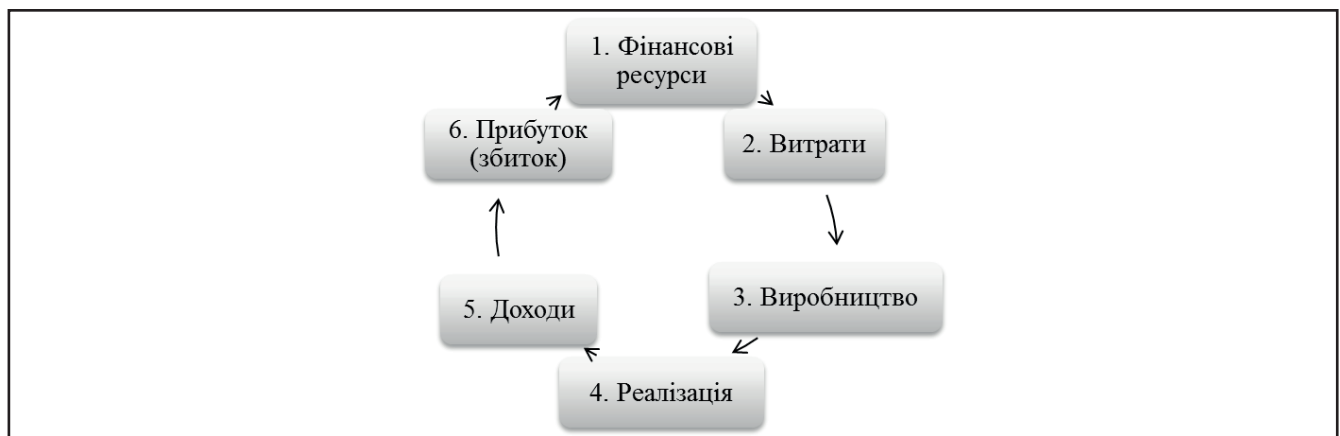 1. Фінансові
ресурси
2. Витрати
3. Виробництво
4. Реалізація
5. Доходи
6. Прибуток
(збиток)